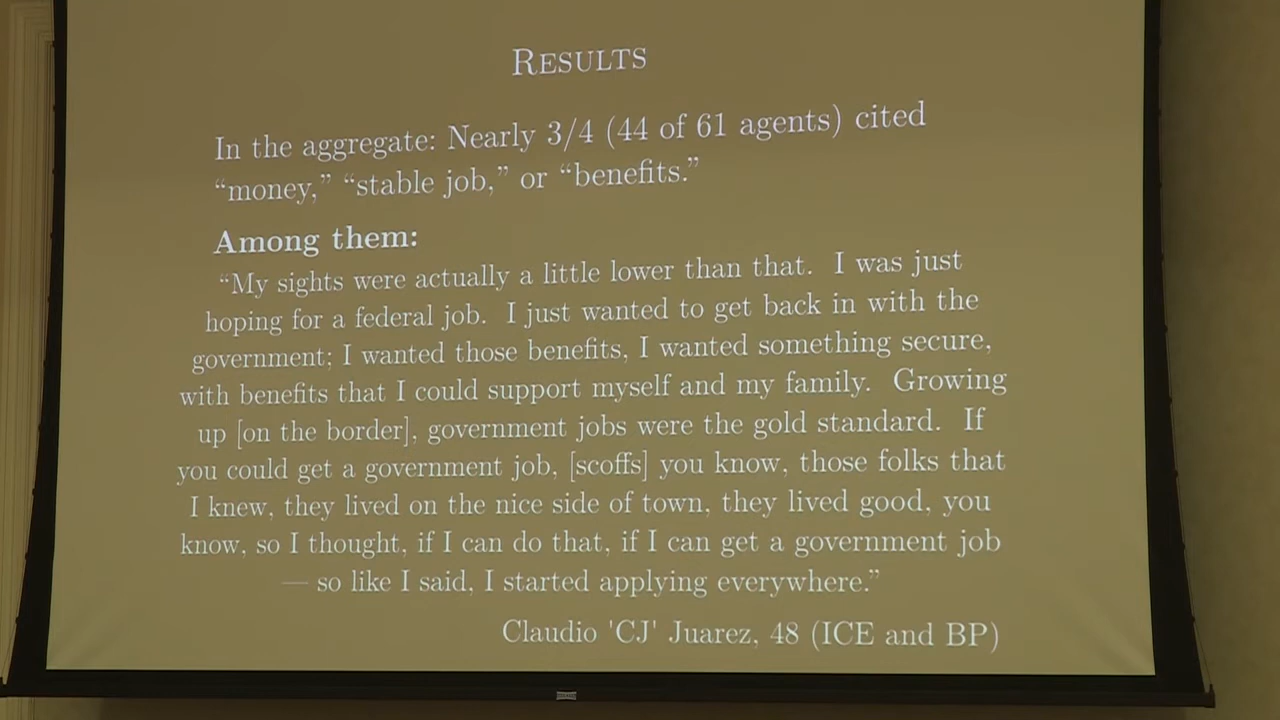 RESULTS
In the aggregate: Nearly 3/4 (44 of 61 agents) cited
“money,” “stable job,” or “benefits.”
Among them:
“My sights were actually a little lower than that. I was just
hoping for a federal job. I just wanted to get back in with the
government; I wanted those benefits, I wanted something secure,
with benefits that I could support myself and my family. Growing
up [on the border], government jobs were the gold standard. If
you could get a government job, [scoffs] you know, those folks that
I knew, they lived on the nice side of town, they lived good, you
know, so I thought, if I can do that, if I can get a government job
— so like I said, I started applying everywhere.”
Claudio 'CJ' Juarez, 48 (ICE and BP)